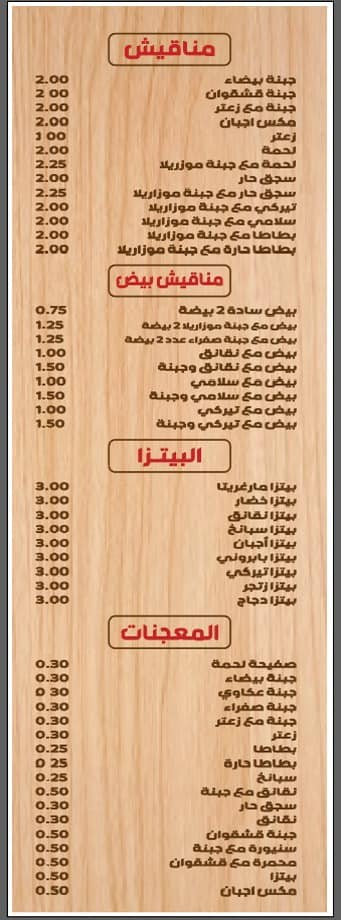 مناقيش
جبنة بيضاء 2.00
جبنة قشقوان 2 00
جبنة مع زعتر 2.00
مكس اجبان 2.00
زعتر 1 00
لحمة 2.00
لحمة مع جبنة موزريلا 2.25
سجق حار 2.00
سجق حار مع جبنة موزاريلا 2.25
تيركي مع جبنة موزاريلا 2.00
سلامي مع جبنة موزاريلا 2.00
بطاطا مع جبنة موزاريلا 2.00
بطاطا حارة مع جبنة موزاريلا 2.00
مناقيش بيض
بيض سادة 2 بيضة 0.75
بيض مع جبنة موزاريلا 2 بيضة 1.25
بيض مع جبنة صفراء عدد 2 بيضة 1.25
بيض مع نقانق 1.00
بيض مع نقانق وجبنة 1.50
بيض مع سلامي 1.00
بيض مع سلامي وجبنة 1.50
بيض مع تيركي 1.00
بيض مع تيركي وجبنة 1.50
البيتزا
بيتزا مارغريتا 3.00
بيتزا خضار 3.00
بيتزا نقانق 3.00
بيتزا سبانخ 3.00
بيتزا أجبان 3.00
بيتزا بابروني 3.00
بيتزا تيركي 3.00
بيتزا زنجر 3.00
بيتزا دجاج 3.00
المعجنات
صفيحة لحمة 0.30
جبنة بيضاء 0.30
جبنة عكاوي 0 30
جبنة صفراء 0.30
جبنة مع زعتر 0.30
زعتر 0.30
بطاطا 0.25
بطاطا حارة 0 25
سبانخ 0.25
نقانق مع جبنة 0.50
سجق حار 0.30
نقانق 0.30
جبنة قشقوان 0.50
سنيورة مع جبنة 0.50
محمرة مع قشقوان 0.50
بيتزا 0.50
مكس اجبان 0.50